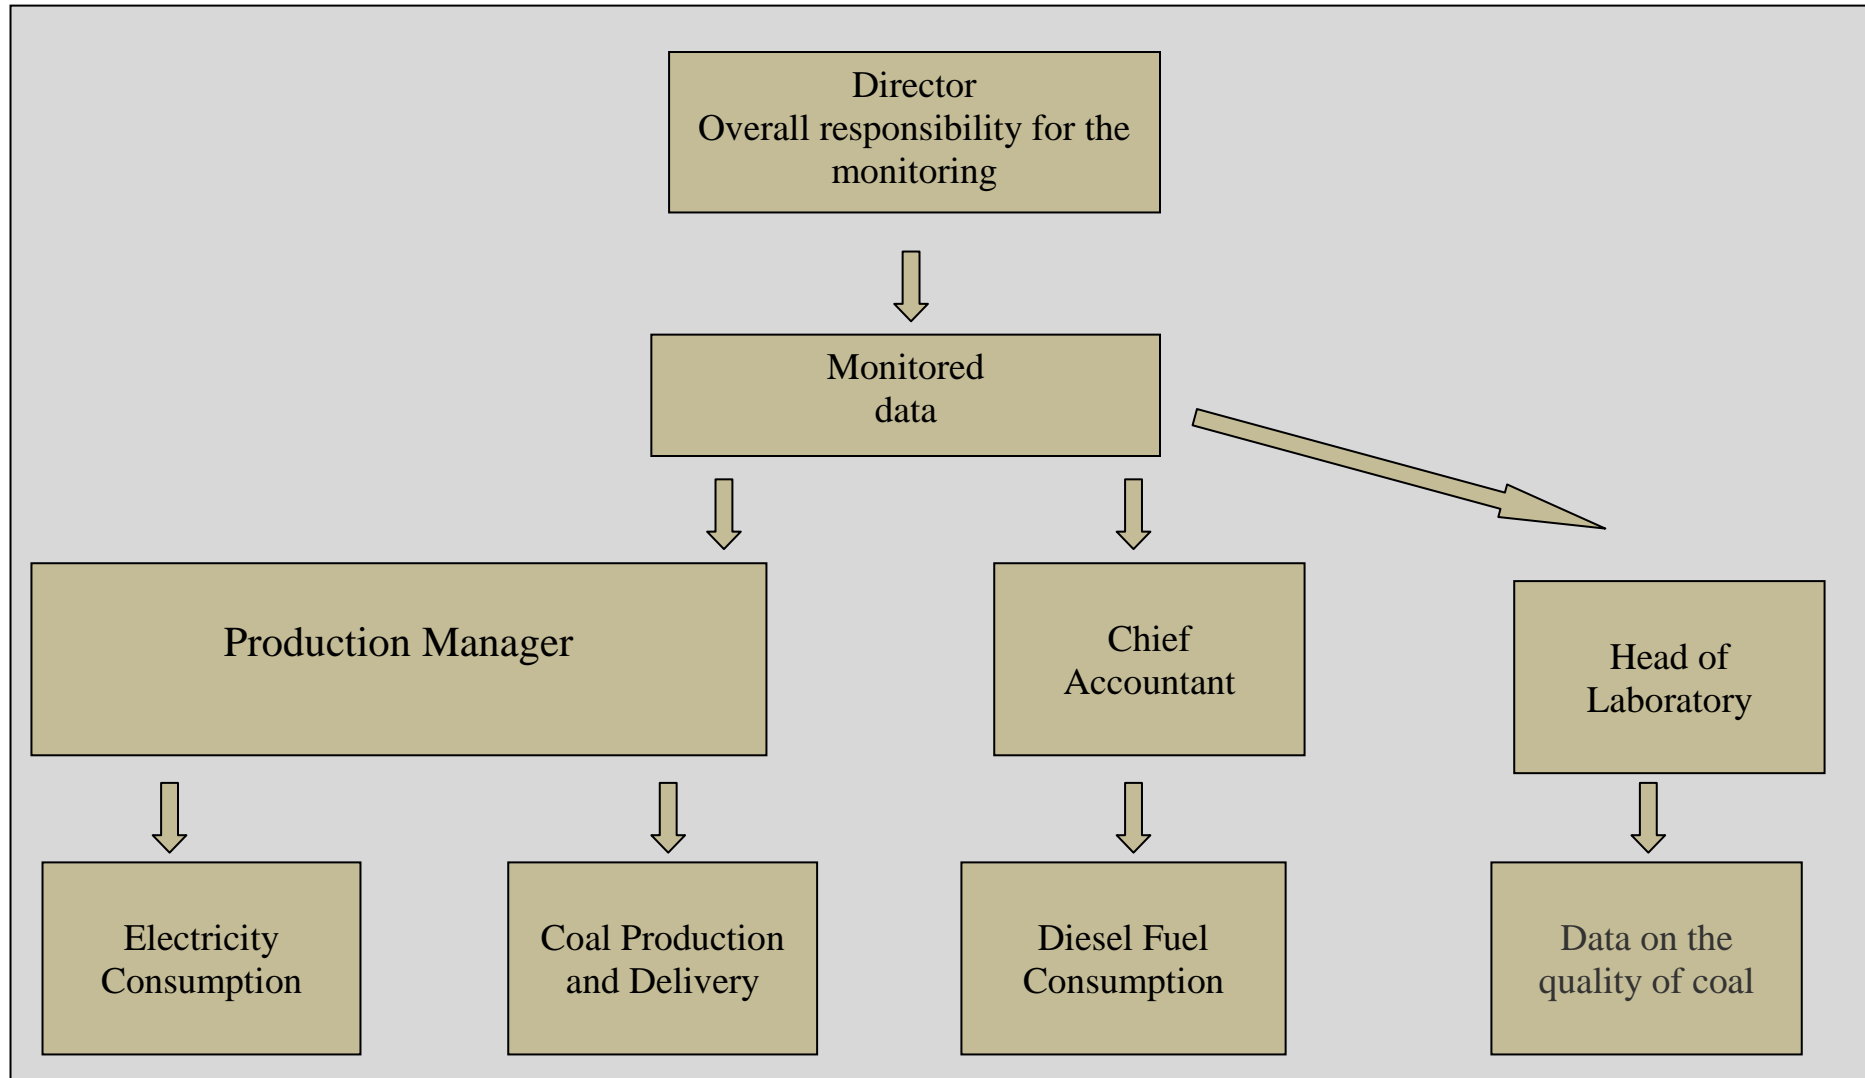 Director
Overall responsibility for the
monitoring
Monitored
data
Production Manager
Chief
Accountant
Head of
Laboratory
Electricity
Consumption
Coal Production
and Delivery
Diesel Fuel
Consumption
Data on the
quality of coal